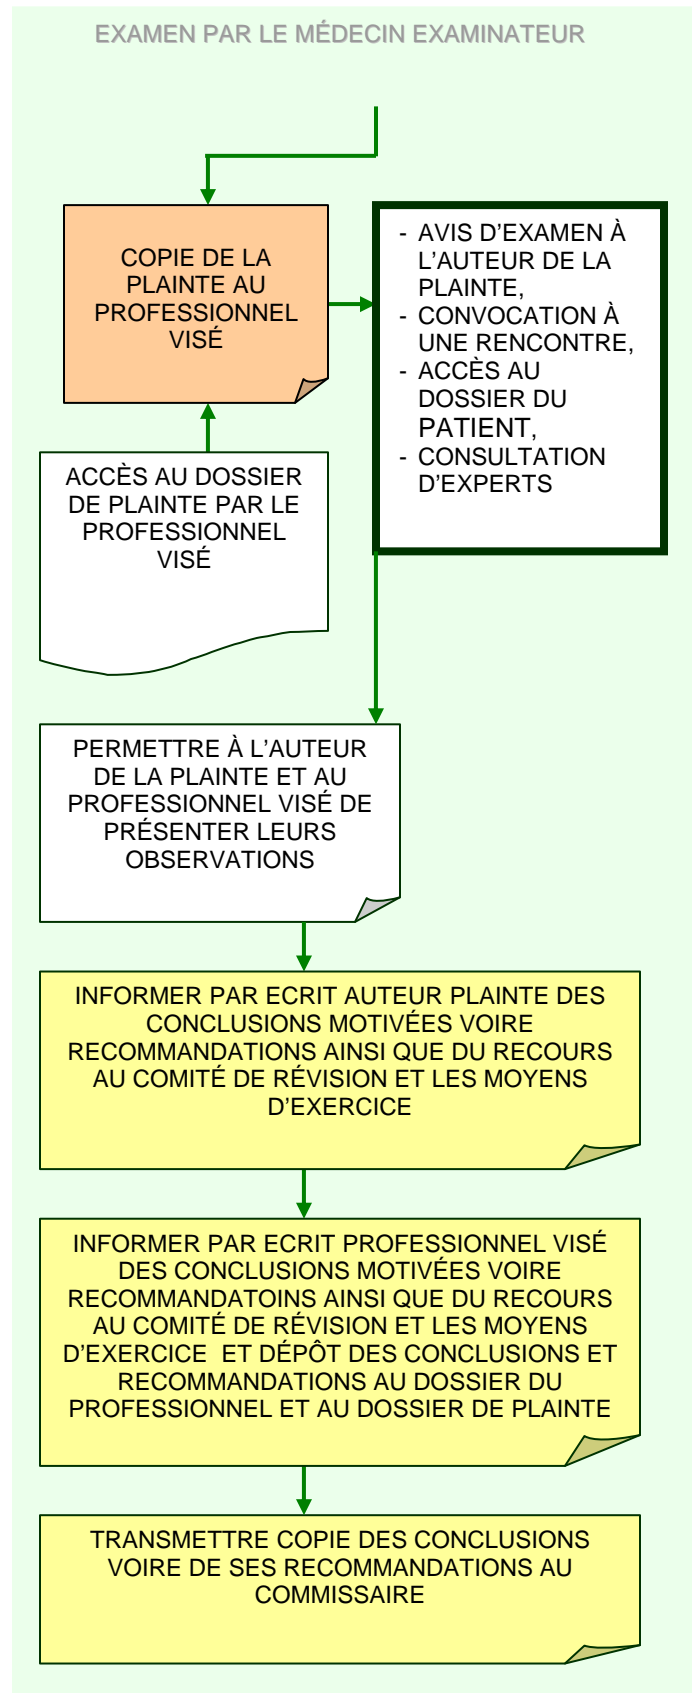 EXAMEN PAR LE MÉDECIN EXAMINATEUR
COPIE DE LA
PLAINTE AU
PROFESSIONNEL
VISÉ
- AVIS D'EXAMEN À
L'AUTEUR DE LA
PLAINTE,
- CONVOCATION À
UNE RENCONTRE,
- ACCÈS AU
DOSSIER DU
PATIENT,
- CONSULTATION
D'EXPERTS
ACCÈS AU DOSSIER
DE PLAINTE PAR LE
PROFESSIONNEL
VISÉ
PERMETTRE À L'AUTEUR
DE LA PLAINTE ET AU
PROFESSIONNEL VISÉ DE
PRÉSENTER LEURS
OBSERVATIONS
INFORMER PAR ECRIT AUTEUR PLAINTE DES
CONCLUSIONS MOTIVÉES VOIRE
RECOMMANDATIONS AINSI QUE DU RECOURS
AU COMITÉ DE RÉVISION ET LES MOYENS
D'EXERCICE
INFORMER PAR ECRIT PROFESSIONNEL VISÉ
DES CONCLUSIONS MOTIVÉES VOIRE
RECOMMANDATOINS AINSI QUE DU RECOURS
AU COMITÉ DE RÉVISION ET LES MOYENS
D'EXERCICE  ET DÉPÔT DES CONCLUSIONS ET
RECOMMANDATIONS AU DOSSIER DU
PROFESSIONNEL ET AU DOSSIER DE PLAINTE
TRANSMETTRE COPIE DES CONCLUSIONS
VOIRE DE SES RECOMMANDATIONS AU
COMMISSAIRE